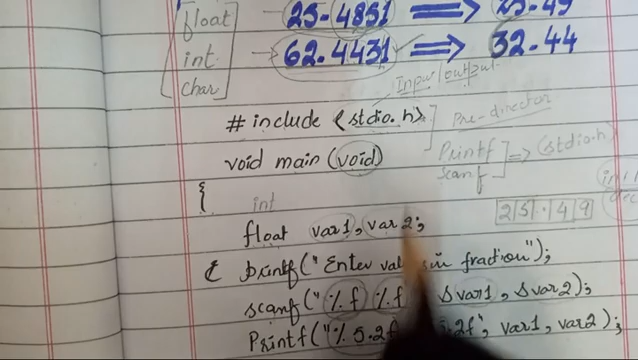 float 25.4851 => 25.49
int 62.4431 => 32.44
char
Input/output
#include <stdio.h> Pre-director
void main (void) Printf scanf => (stdio.h)
{
int 2 5 . 4 9
float var1, var2;
printf("Enter values in fraction");
scanf("%f %f &var1, &var2);
Printf("%5.2f .2f", var1, var2);